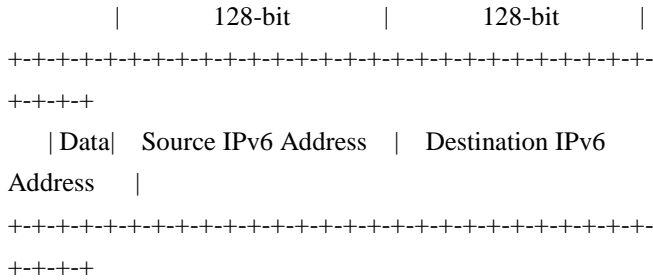 | 128-bit | 128-bit |
+-+-+-+-+-+-+-+-+-+-+-+-+-+-+-+-+-+-+-+-+-+-+-+-+-+-+-
+-+-+-+
| Data| Source IPv6 Address | Destination IPv6
Address |
+-+-+-+-+-+-+-+-+-+-+-+-+-+-+-+-+-+-+-+-+-+-+-+-+-+-+-
+-+-+-+